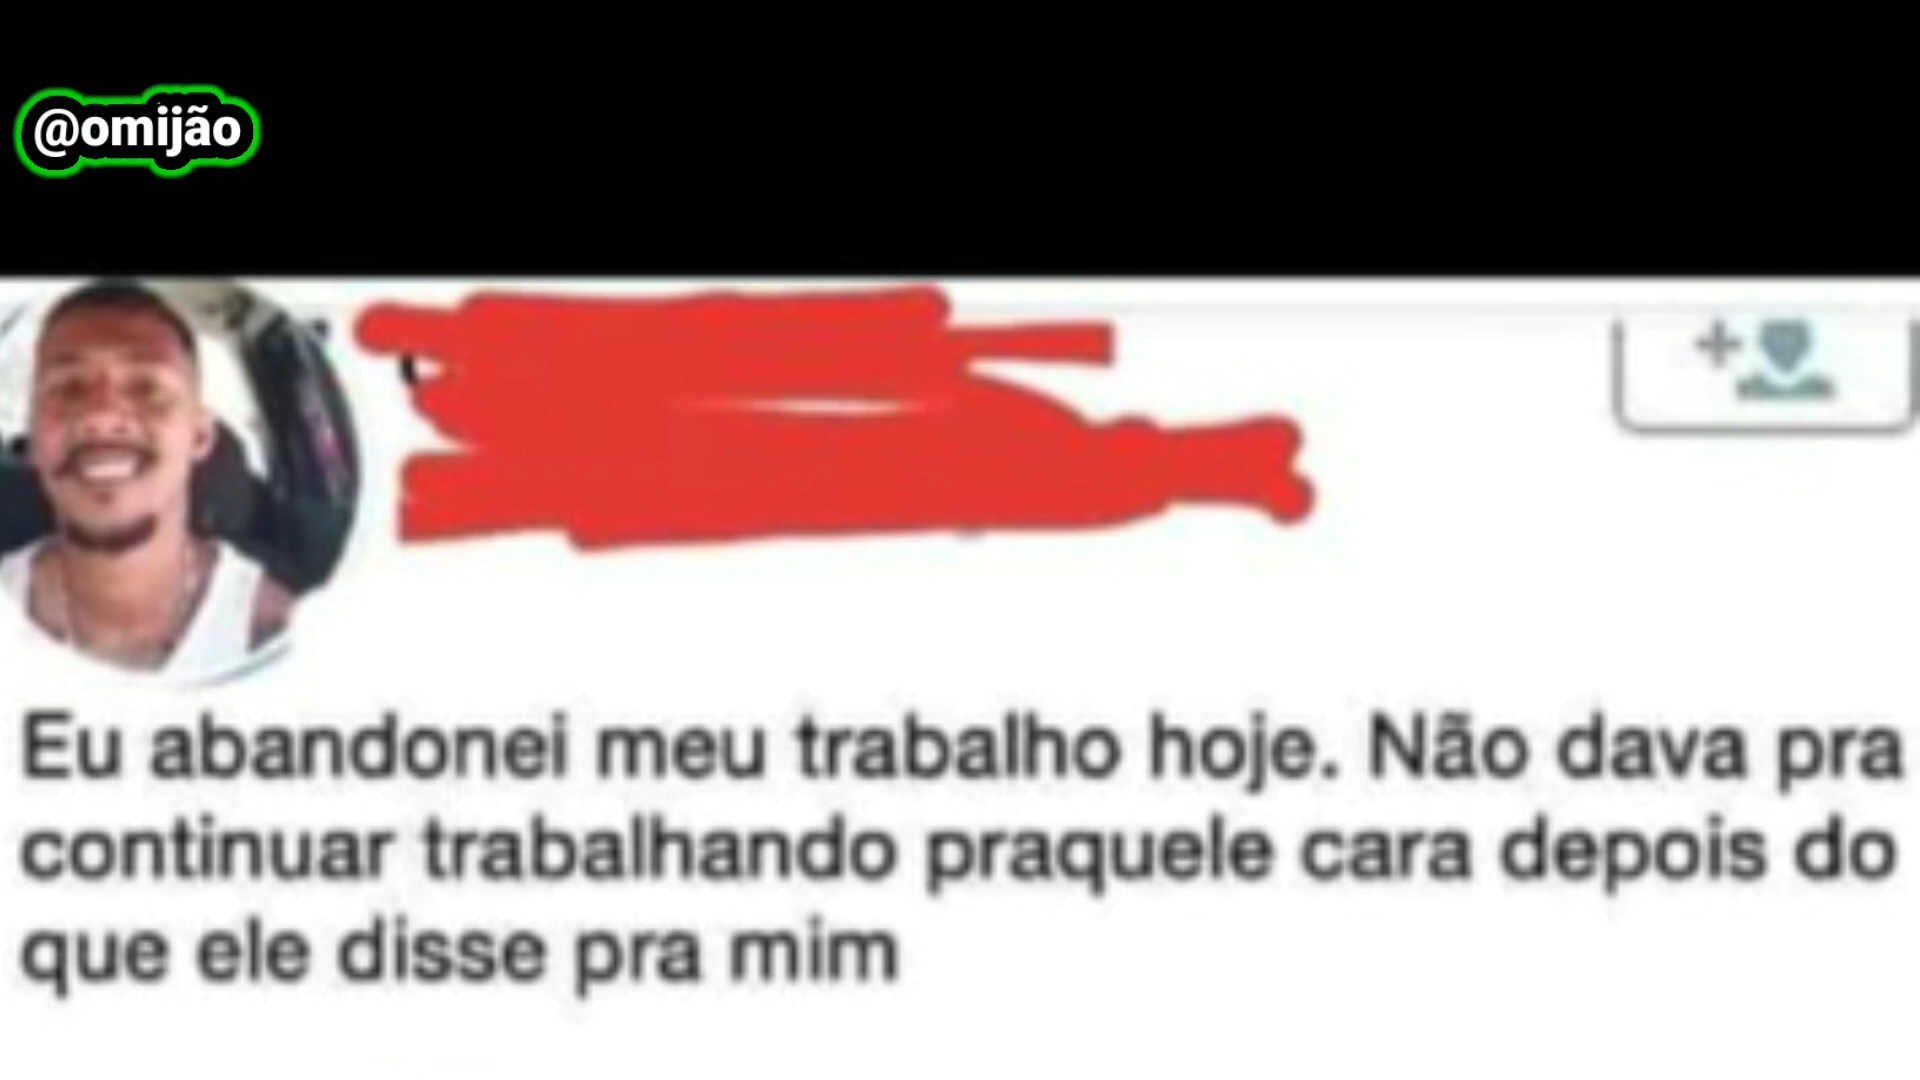 @omijão
Eu abandonei meu trabalho hoje. Não dava pra
continuar trabalhando praquele cara depois do
que ele disse pra mim